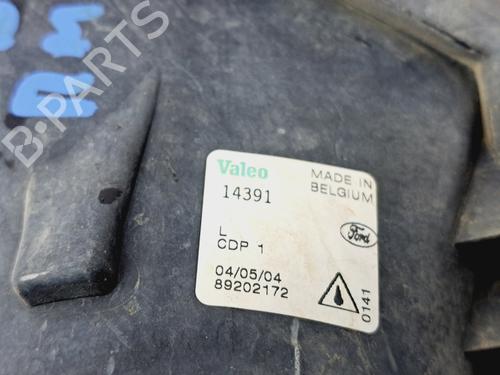 B-PARTS
Valeo
MADE IN
BELGIUM
14391
L
CDP 1
Ford
04/05/04
89202172
0141